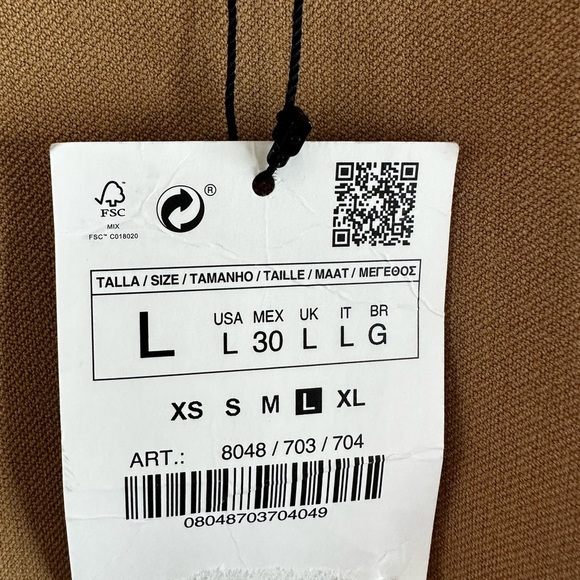 FSC
MIX
FSC™ C018020
®
TALLA / SIZE / TAMANHO / TAILLE / MAAT / ΜΕΓΕΘΟΣ
L
USA MEX UK IT BR
L 30 L L G
XS S M L XL
ART.: 8048 / 703 / 704
08048703704049